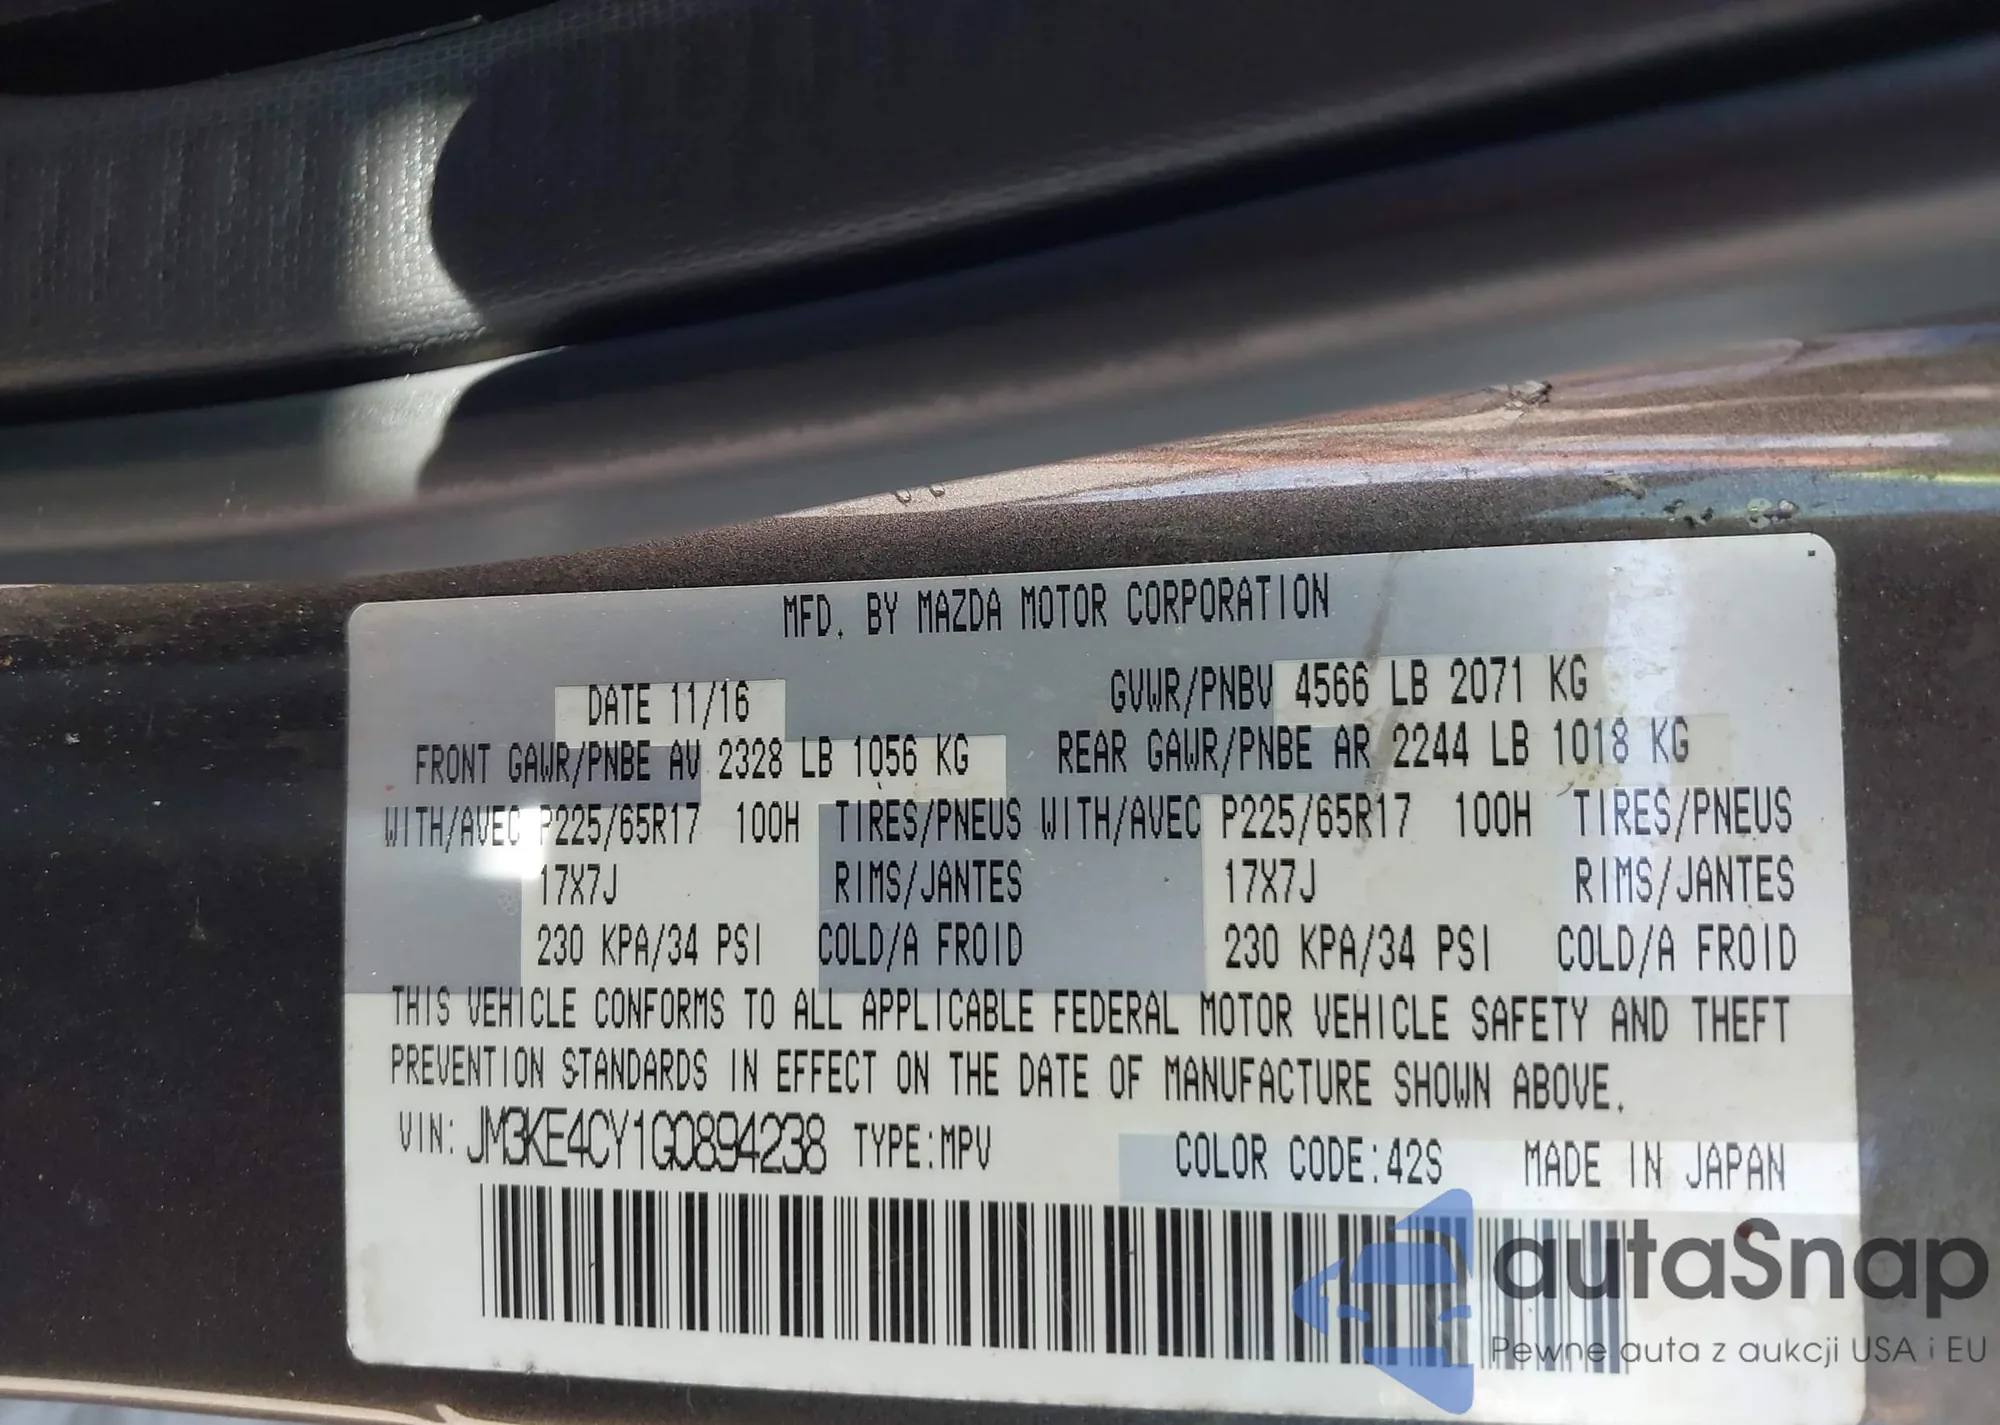 MFD. BY MAZDA MOTOR CORPORATION
DATE 11/16 GVWR/PNBV 4566 LB 2071 KG
FRONT GAWR/PNBE AV 2328 LB 1056 KG REAR GAWR/PNBE AR 2244 LB 1018 KG
WITH/AVEC P225/65R17 100H TIRES/PNEUS WITH/AVEC P225/65R17 100H TIRES/PNEUS
17X7J RIMS/JANTES 17X7J RIMS/JANTES
230 KPA/34 PSI COLD/A FROID 230 KPA/34 PSI COLD/A FROID
THIS VEHICLE CONFORMS TO ALL APPLICABLE FEDERAL MOTOR VEHICLE SAFETY AND THEFT
PREVENTION STANDARDS IN EFFECT ON THE DATE OF MANUFACTURE SHOWN ABOVE.
VIN: JM3KE4CY1G0894238 TYPE:MPV COLOR CODE:42S MADE IN JAPAN
autaSnap
Pewne auta z aukcji USA i EU